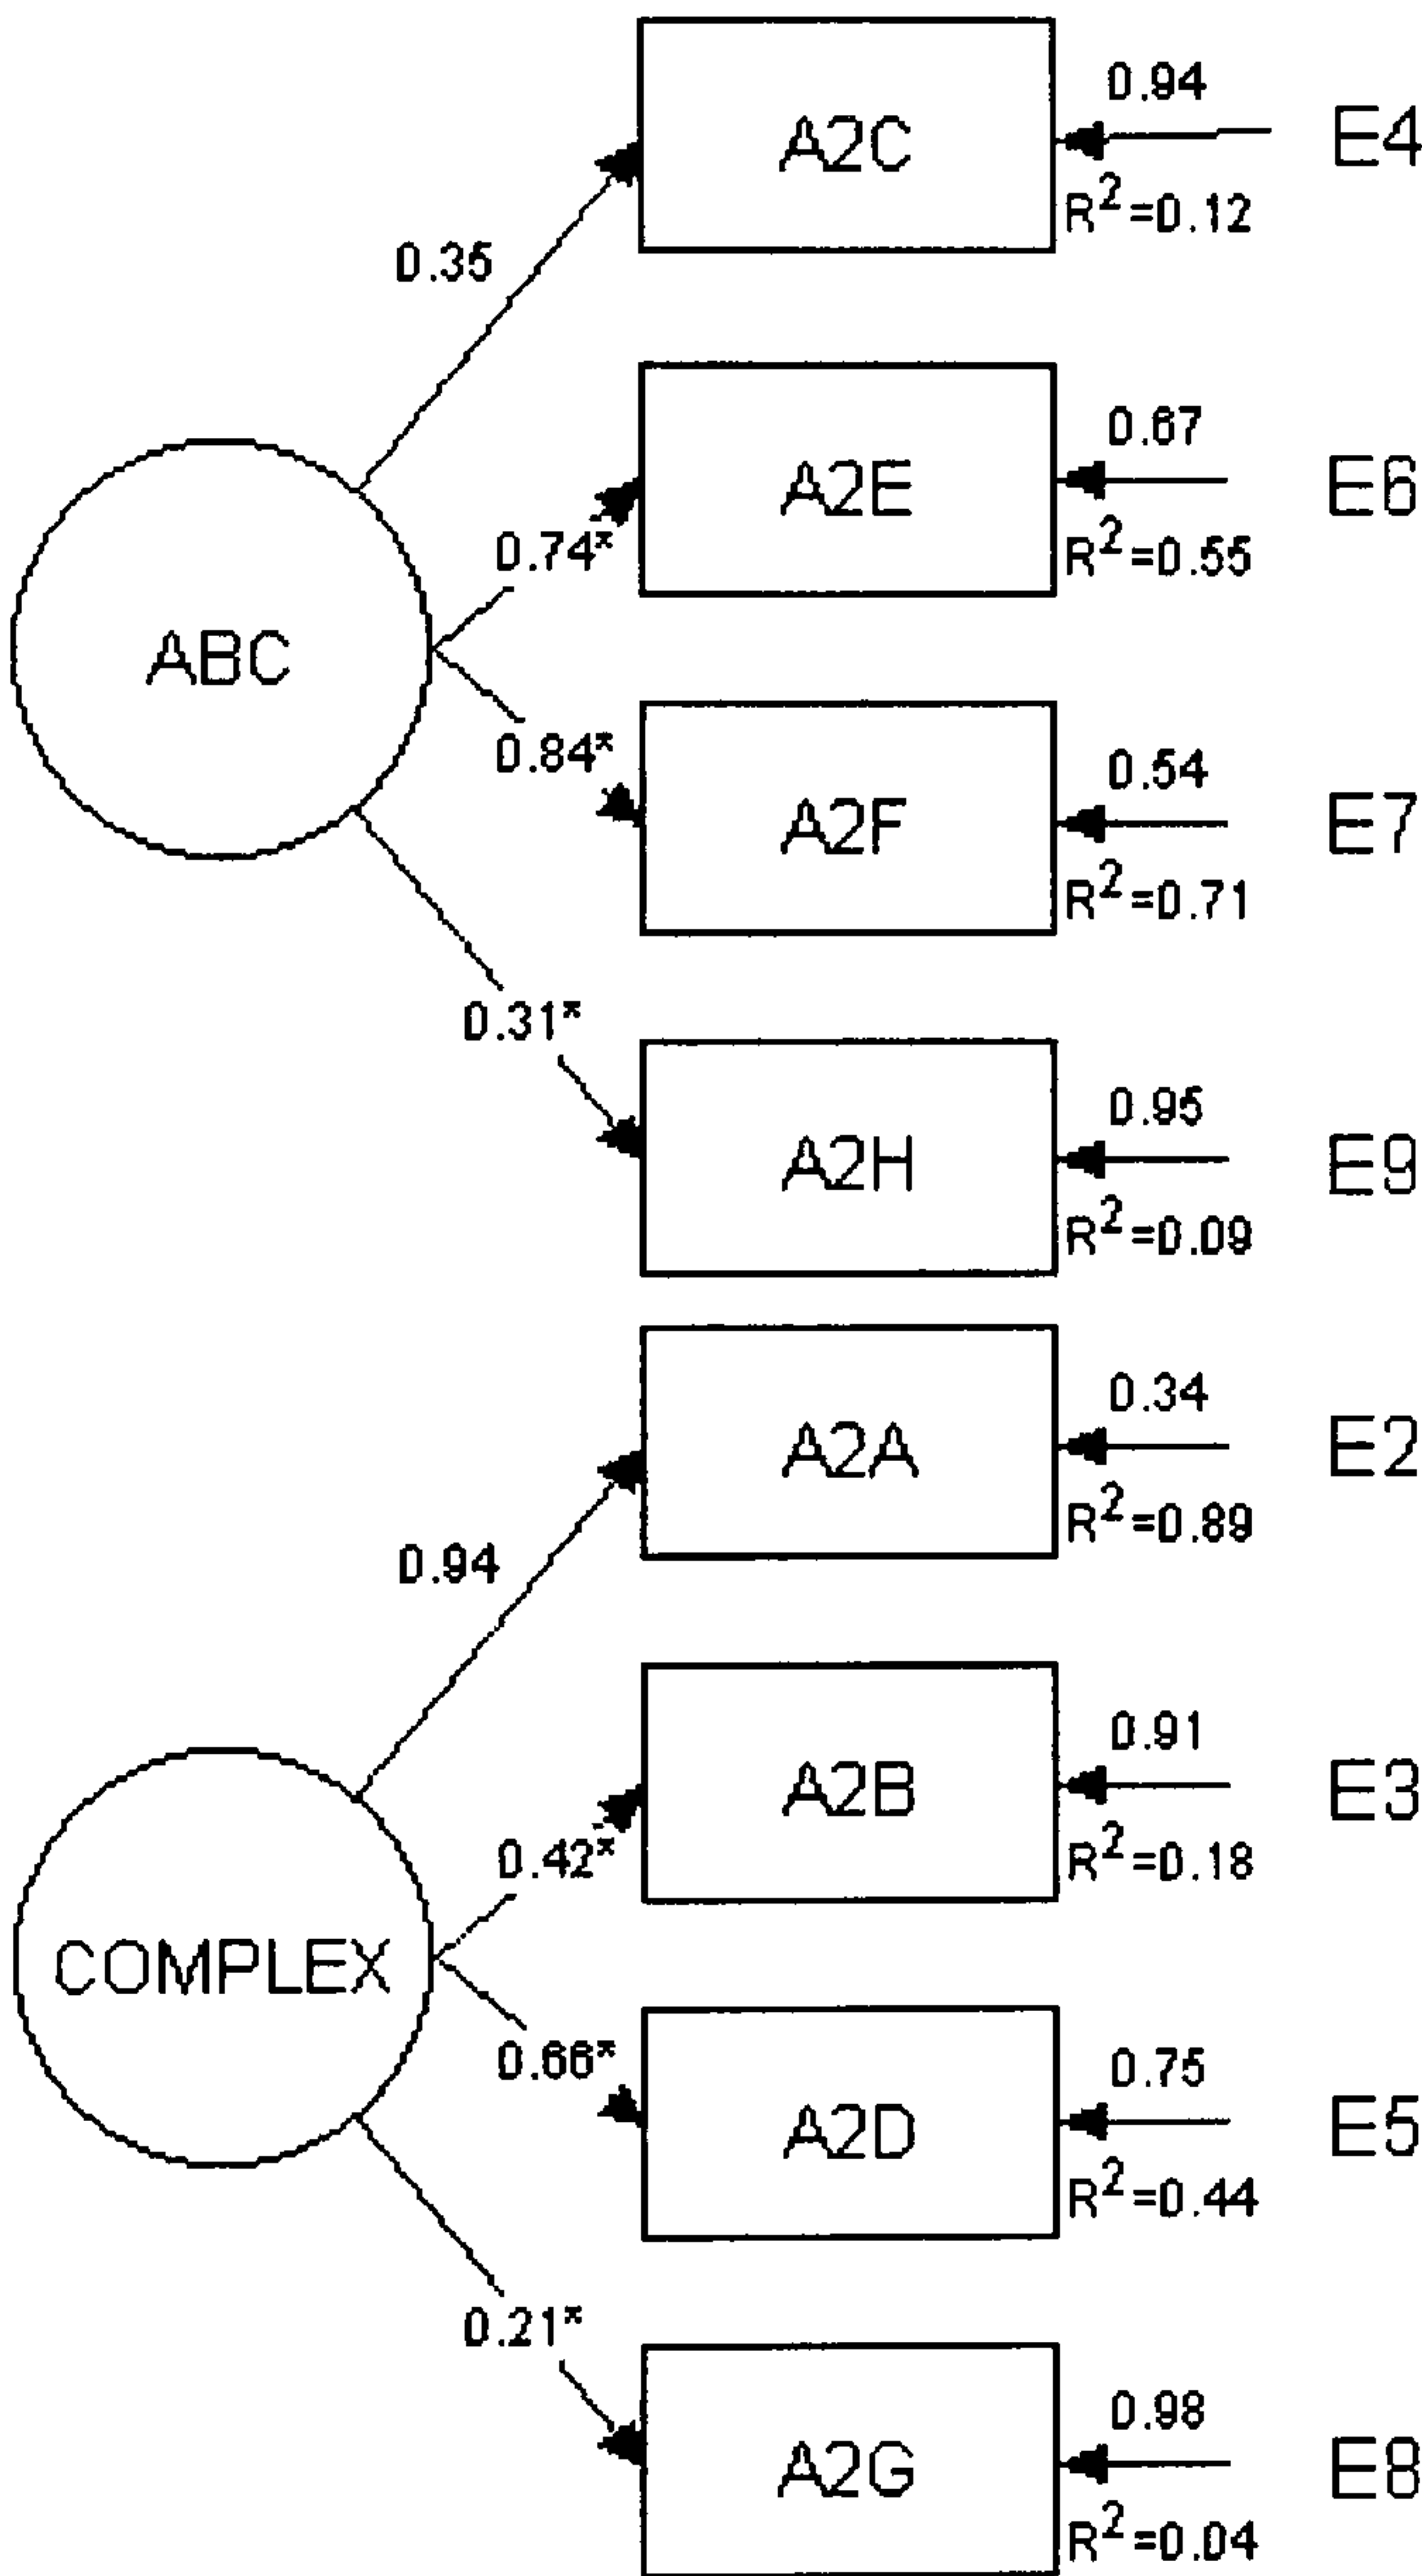 0.94
A2C
E4
R²=0.12
0.35
0.67
A2E
E6
R²=0.55
0.74*
ABC
0.84*
0.54
A2F
E7
R²=0.71
0.31*
0.95
A2H
E9
R²=0.09
0.34
A2A
E2
R²=0.89
0.94
0.91
A2B
E3
R²=0.18
0.42*
COMPLEX
0.66*
0.75
A2D
E5
R²=0.44
0.21*
0.98
A2G
E8
R²=0.04